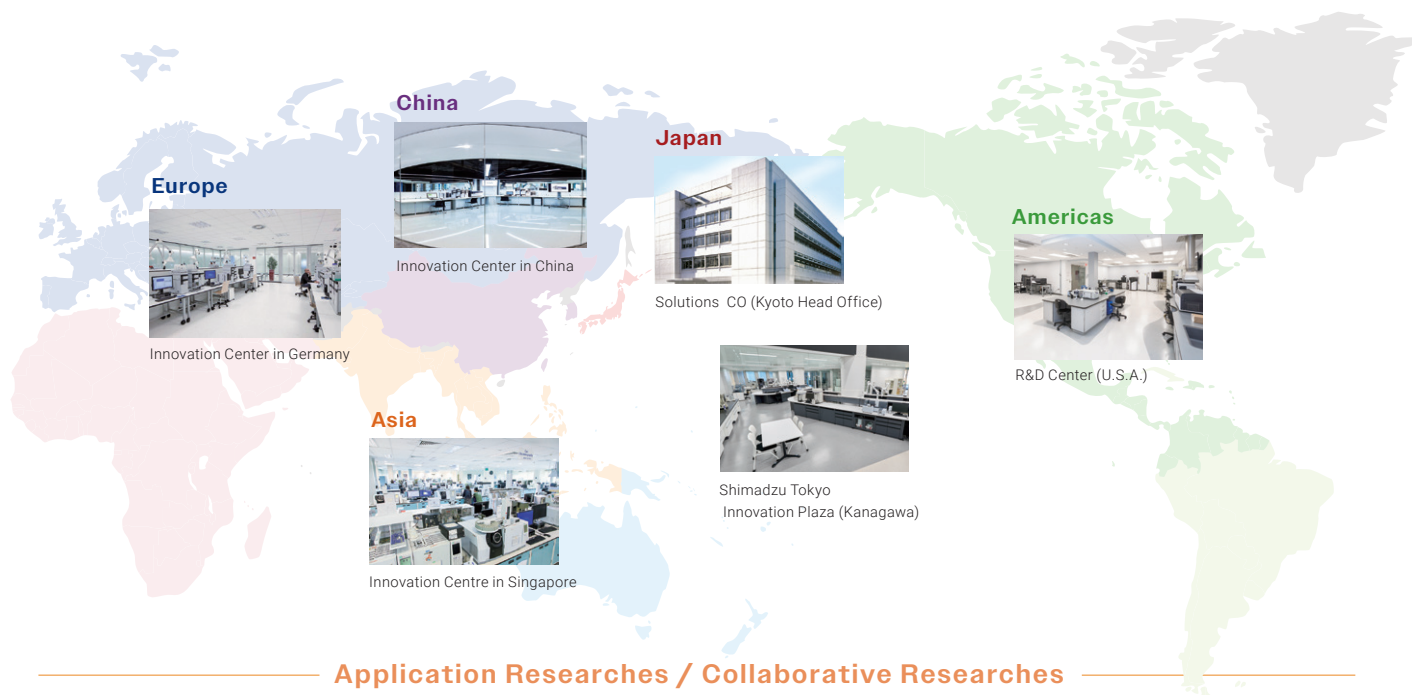 Europe
Innovation Center in Germany
China
Innovation Center in China
Japan
Solutions  CO (Kyoto Head Office)
Shimadzu Tokyo
Innovation Plaza (Kanagawa)
Americas
R&D Center (U.S.A.)
Asia
Innovation Centre in Singapore
Application Researches / Collaborative Researches